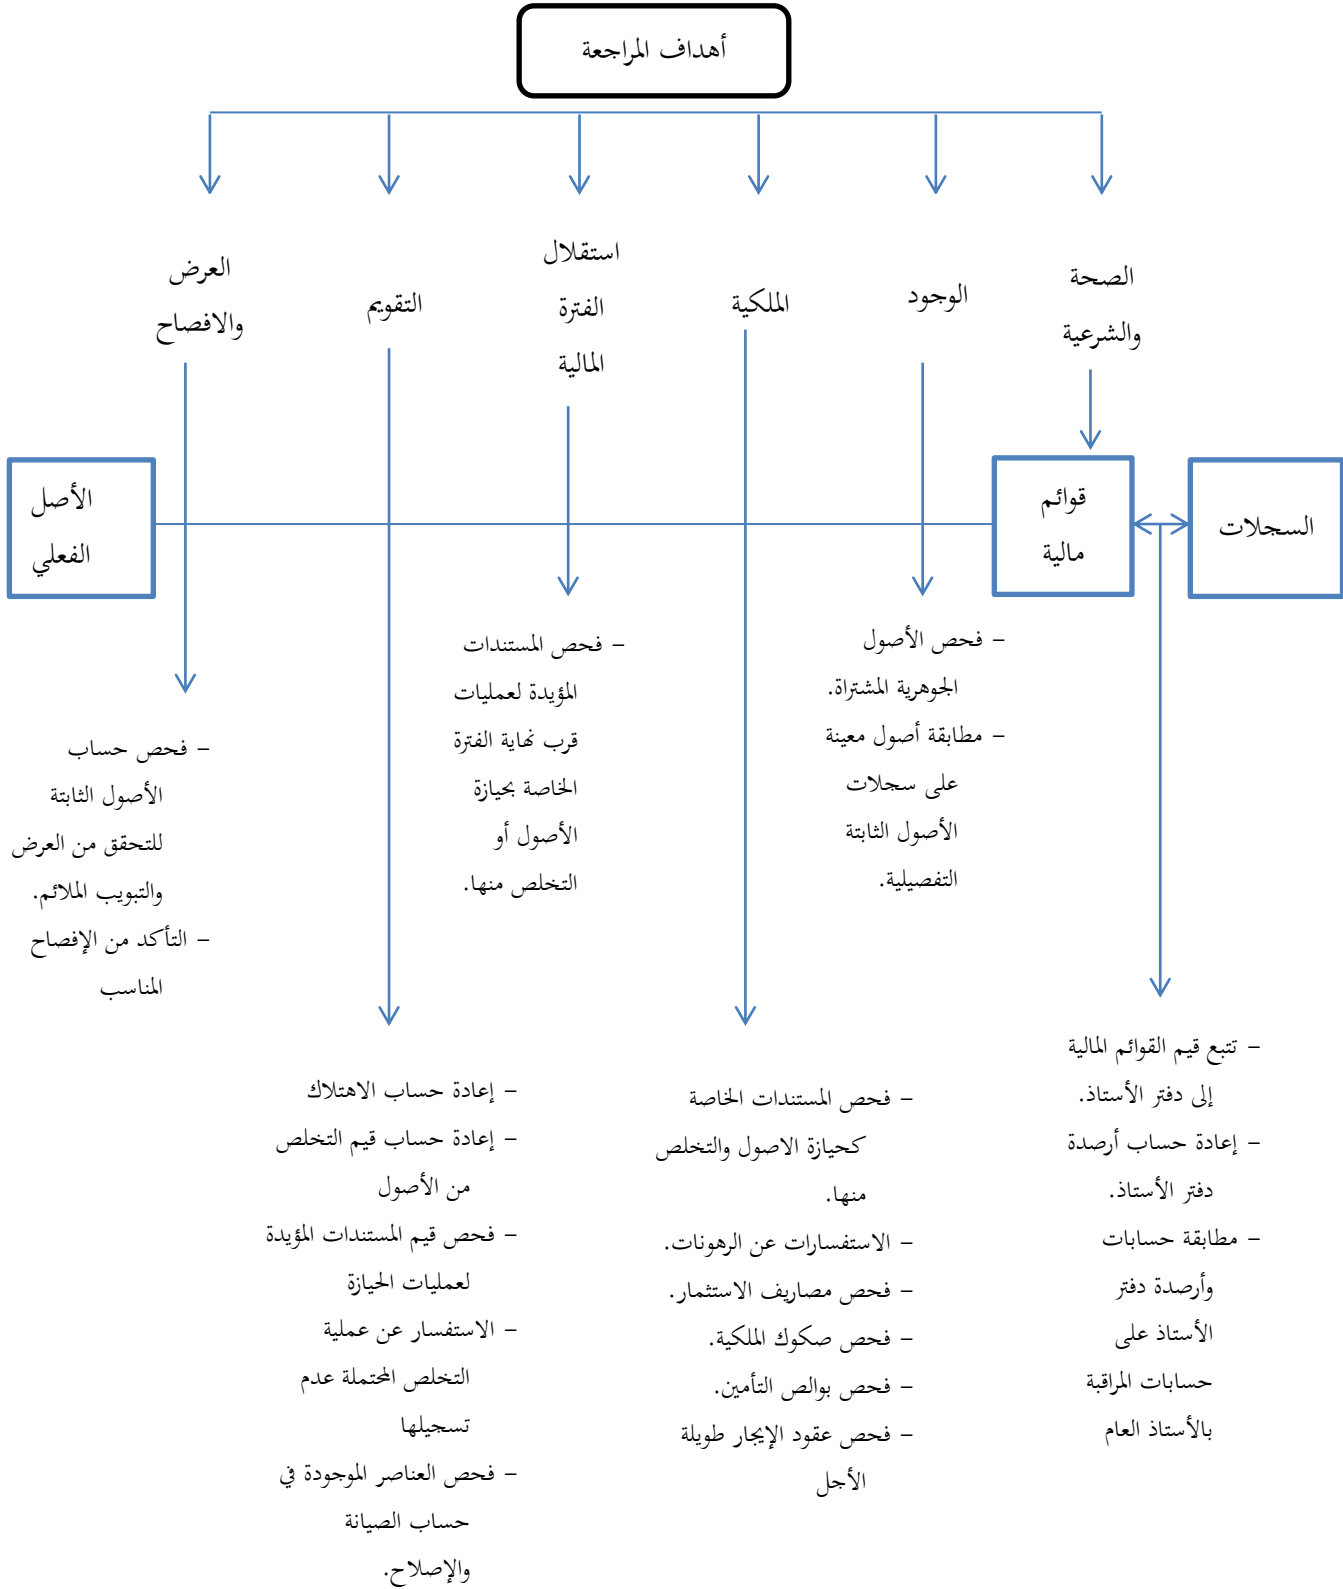 أهداف المراجعة
الصحة
والشرعية
الوجود
الملكية
استقلال
الفترة
المالية
التقويم
العرض
والافصاح
السجلات
قوائم
مالية
الأصل
الفعلي
– تتبع قيم القوائم المالية
إلى دفتر الأستاذ.
– إعادة حساب أرصدة
دفتر الأستاذ.
– مطابقة حسابات
وأرصدة دفتر
الأستاذ على
حسابات المراقبة
بالأستاذ العام
– فحص الأصول
الجوهرية المشتراة.
– مطابقة أصول معينة
على سجلات
الأصول الثابتة
التفصيلية.
– فحص المستندات الخاصة
كحيازة الاصول والتخلص
منها.
– الاستفسارات عن الرهونات.
– فحص مصاريف الاستثمار.
– فحص صكوك الملكية.
– فحص بوالص التأمين.
– فحص عقود الإيجار طويلة
الأجل
– فحص المستندات
المؤيدة لعمليات
قرب نهاية الفترة
الخاصة بحيازة
الأصول أو
التخلص منها.
– إعادة حساب الاهتلاك
– إعادة حساب قيم التخلص
من الأصول
– فحص قيم المستندات المؤيدة
لعمليات الحيازة
– الاستفسار عن عملية
التخلص المحتملة عدم
تسجيلها
– فحص العناصر الموجودة في
حساب الصيانة
والإصلاح.
– فحص حساب
الأصول الثابتة
للتحقق من العرض
والتبويب الملائم.
– التأكد من الإفصاح
المناسب